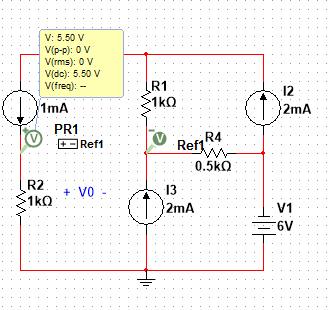 V: 5.50 V
V(p-p): 0 V
V(rms): 0 V
V(dc): 5.50 V
V(freq): --
R1
1kΩ
I2
2mA
1mA
V
PR1
+ - Ref1
V
Ref1
R4
0.5kΩ
R2
1kΩ
+ V0 -
I3
2mA
V1
6V